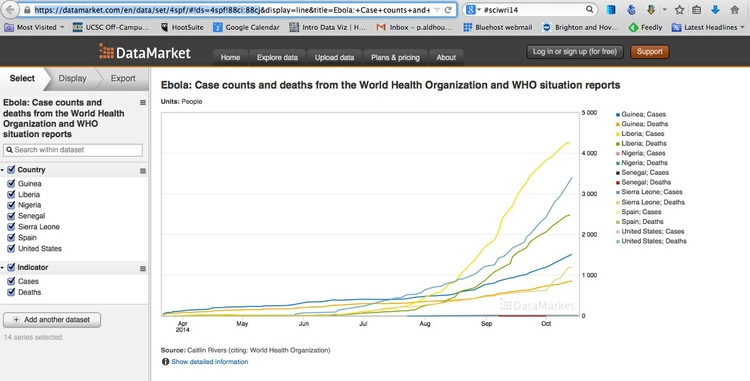 https://datamarket.com/en/data/set/4spf/#!ds=4spf!88ci:88cj&display=line&title=Ebola:+Case+counts+and+
#sciwri14
Most Visited
UCSC Off-Campu...
HootSuite
Google Contacts
Intro Data Viz | H...
Inbox - p.aldhou...
Bluehost webmail
Brighton and Hov...
Feedly
Latest Headlines
DataMarket
Home
Explore data
Upload data
Plans & pricing
About
Log in or sign up (for free)
Support
Select
Display
Export
Ebola: Case counts and
deaths from the World Health
Organization and WHO
situation reports
Search within dataset
Country
Guinea
Liberia
Nigeria
Senegal
Sierra Leone
Spain
United States
Indicator
Cases
Deaths
+ Add another dataset
14 series selected
Ebola: Case counts and deaths from the World Health Organization and WHO situation reports
Units: People
5 000
4 000
3 000
2 000
1 000
0
Apr
2014
May
Jun
Jul
Aug
Sep
Oct
DataMarket
Guinea; Cases
Guinea; Deaths
Liberia; Cases
Liberia; Deaths
Nigeria; Cases
Nigeria; Deaths
Senegal; Cases
Senegal; Deaths
Sierra Leone; Cases
Sierra Leone; Deaths
Spain; Cases
Spain; Deaths
United States; Cases
United States; Deaths
Source: Caitlin Rivers (citing: World Health Organization)
Show detailed information